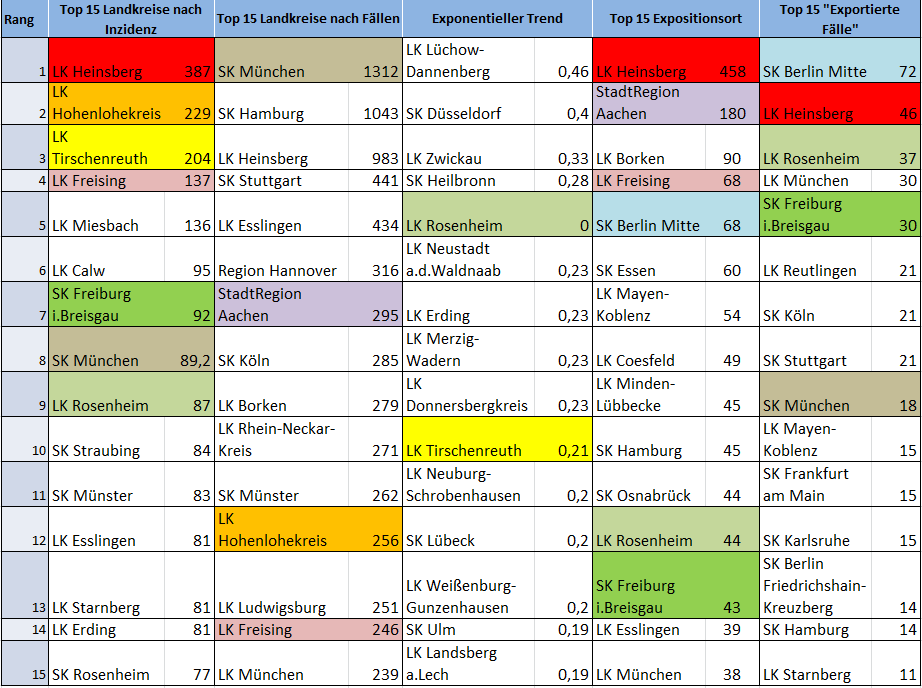 Rang Top 15 Landkreise nach Inzidenz Top 15 Landkreise nach Fällen Exponentieller Trend Top 15 Expositionsort Top 15 "Exportierte Fälle"
1 LK Heinsberg 387 SK München 1312 LK Lüchow-Dannenberg 0,46 LK Heinsberg 458 SK Berlin Mitte 72
2 LK Hohenlohekreis 229 SK Hamburg 1043 SK Düsseldorf 0,4 StadtRegion Aachen 180 LK Heinsberg 46
3 LK Tirschenreuth 204 LK Heinsberg 983 LK Zwickau 0,33 LK Borken 90 LK Rosenheim 37
4 LK Freising 137 SK Stuttgart 441 SK Heilbronn 0,28 LK Freising 68 LK München 30
5 LK Miesbach 136 LK Esslingen 434 LK Rosenheim 0 SK Berlin Mitte 68 SK Freiburg i.Breisgau 30
6 LK Calw 95 Region Hannover 316 LK Neustadt a.d.Waldnaab 0,23 SK Essen 60 LK Reutlingen 21
7 SK Freiburg i.Breisgau 92 StadtRegion Aachen 295 LK Erding 0,23 LK Mayen-Koblenz 54 SK Köln 21
8 SK München 89,2 SK Köln 285 LK Merzig-Wadern 0,23 LK Coesfeld 49 SK Stuttgart 21
9 LK Rosenheim 87 LK Borken 279 LK Donnersbergkreis 0,23 LK Minden-Lübbecke 45 SK München 18
10 SK Straubing 84 LK Rhein-Neckar-Kreis 271 LK Tirschenreuth 0,21 SK Hamburg 45 LK Mayen-Koblenz 15
11 SK Münster 83 SK Münster 262 LK Neuburg-Schrobenhausen 0,2 SK Osnabrück 44 SK Frankfurt am Main 15
12 LK Esslingen 81 LK Hohenlohekreis 256 SK Lübeck 0,2 LK Rosenheim 44 SK Karlsruhe 15
13 LK Starnberg 81 LK Ludwigsburg 251 LK Weißenburg-Gunzenhausen 0,2 SK Freiburg i.Breisgau 43 SK Berlin Friedrichshain-Kreuzberg 14
14 LK Erding 81 LK Freising 246 SK Ulm 0,19 LK Esslingen 39 SK Hamburg 14
15 SK Rosenheim 77 LK München 239 LK Landsberg a.Lech 0,19 LK München 38 LK Starnberg 11